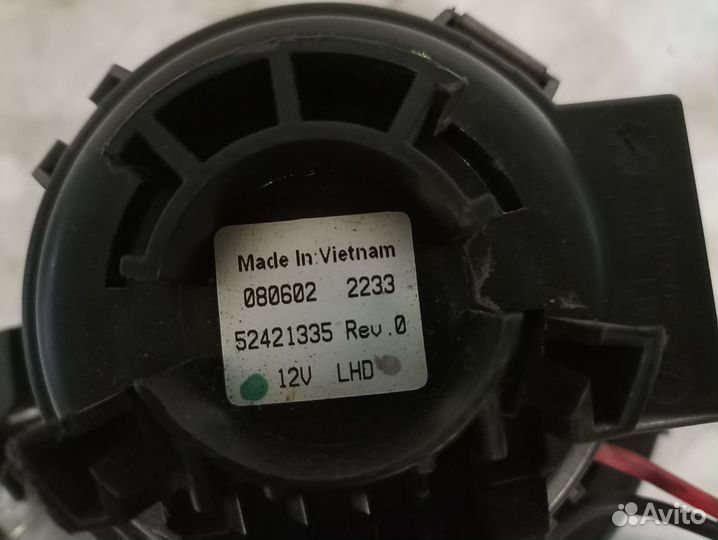 Made In Vietnam
080602 2233
52421335 Rev.0
12V LHD
Avito